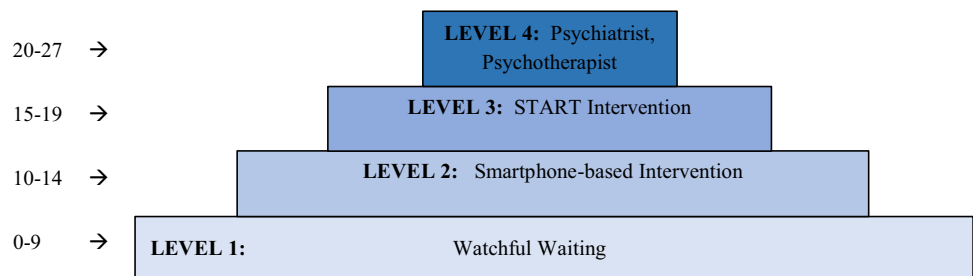 20-27 → LEVEL 4: Psychiatrist,
Psychotherapist
15-19 → LEVEL 3: START Intervention
10-14 → LEVEL 2: Smartphone-based Intervention
0-9 → LEVEL 1: Watchful Waiting